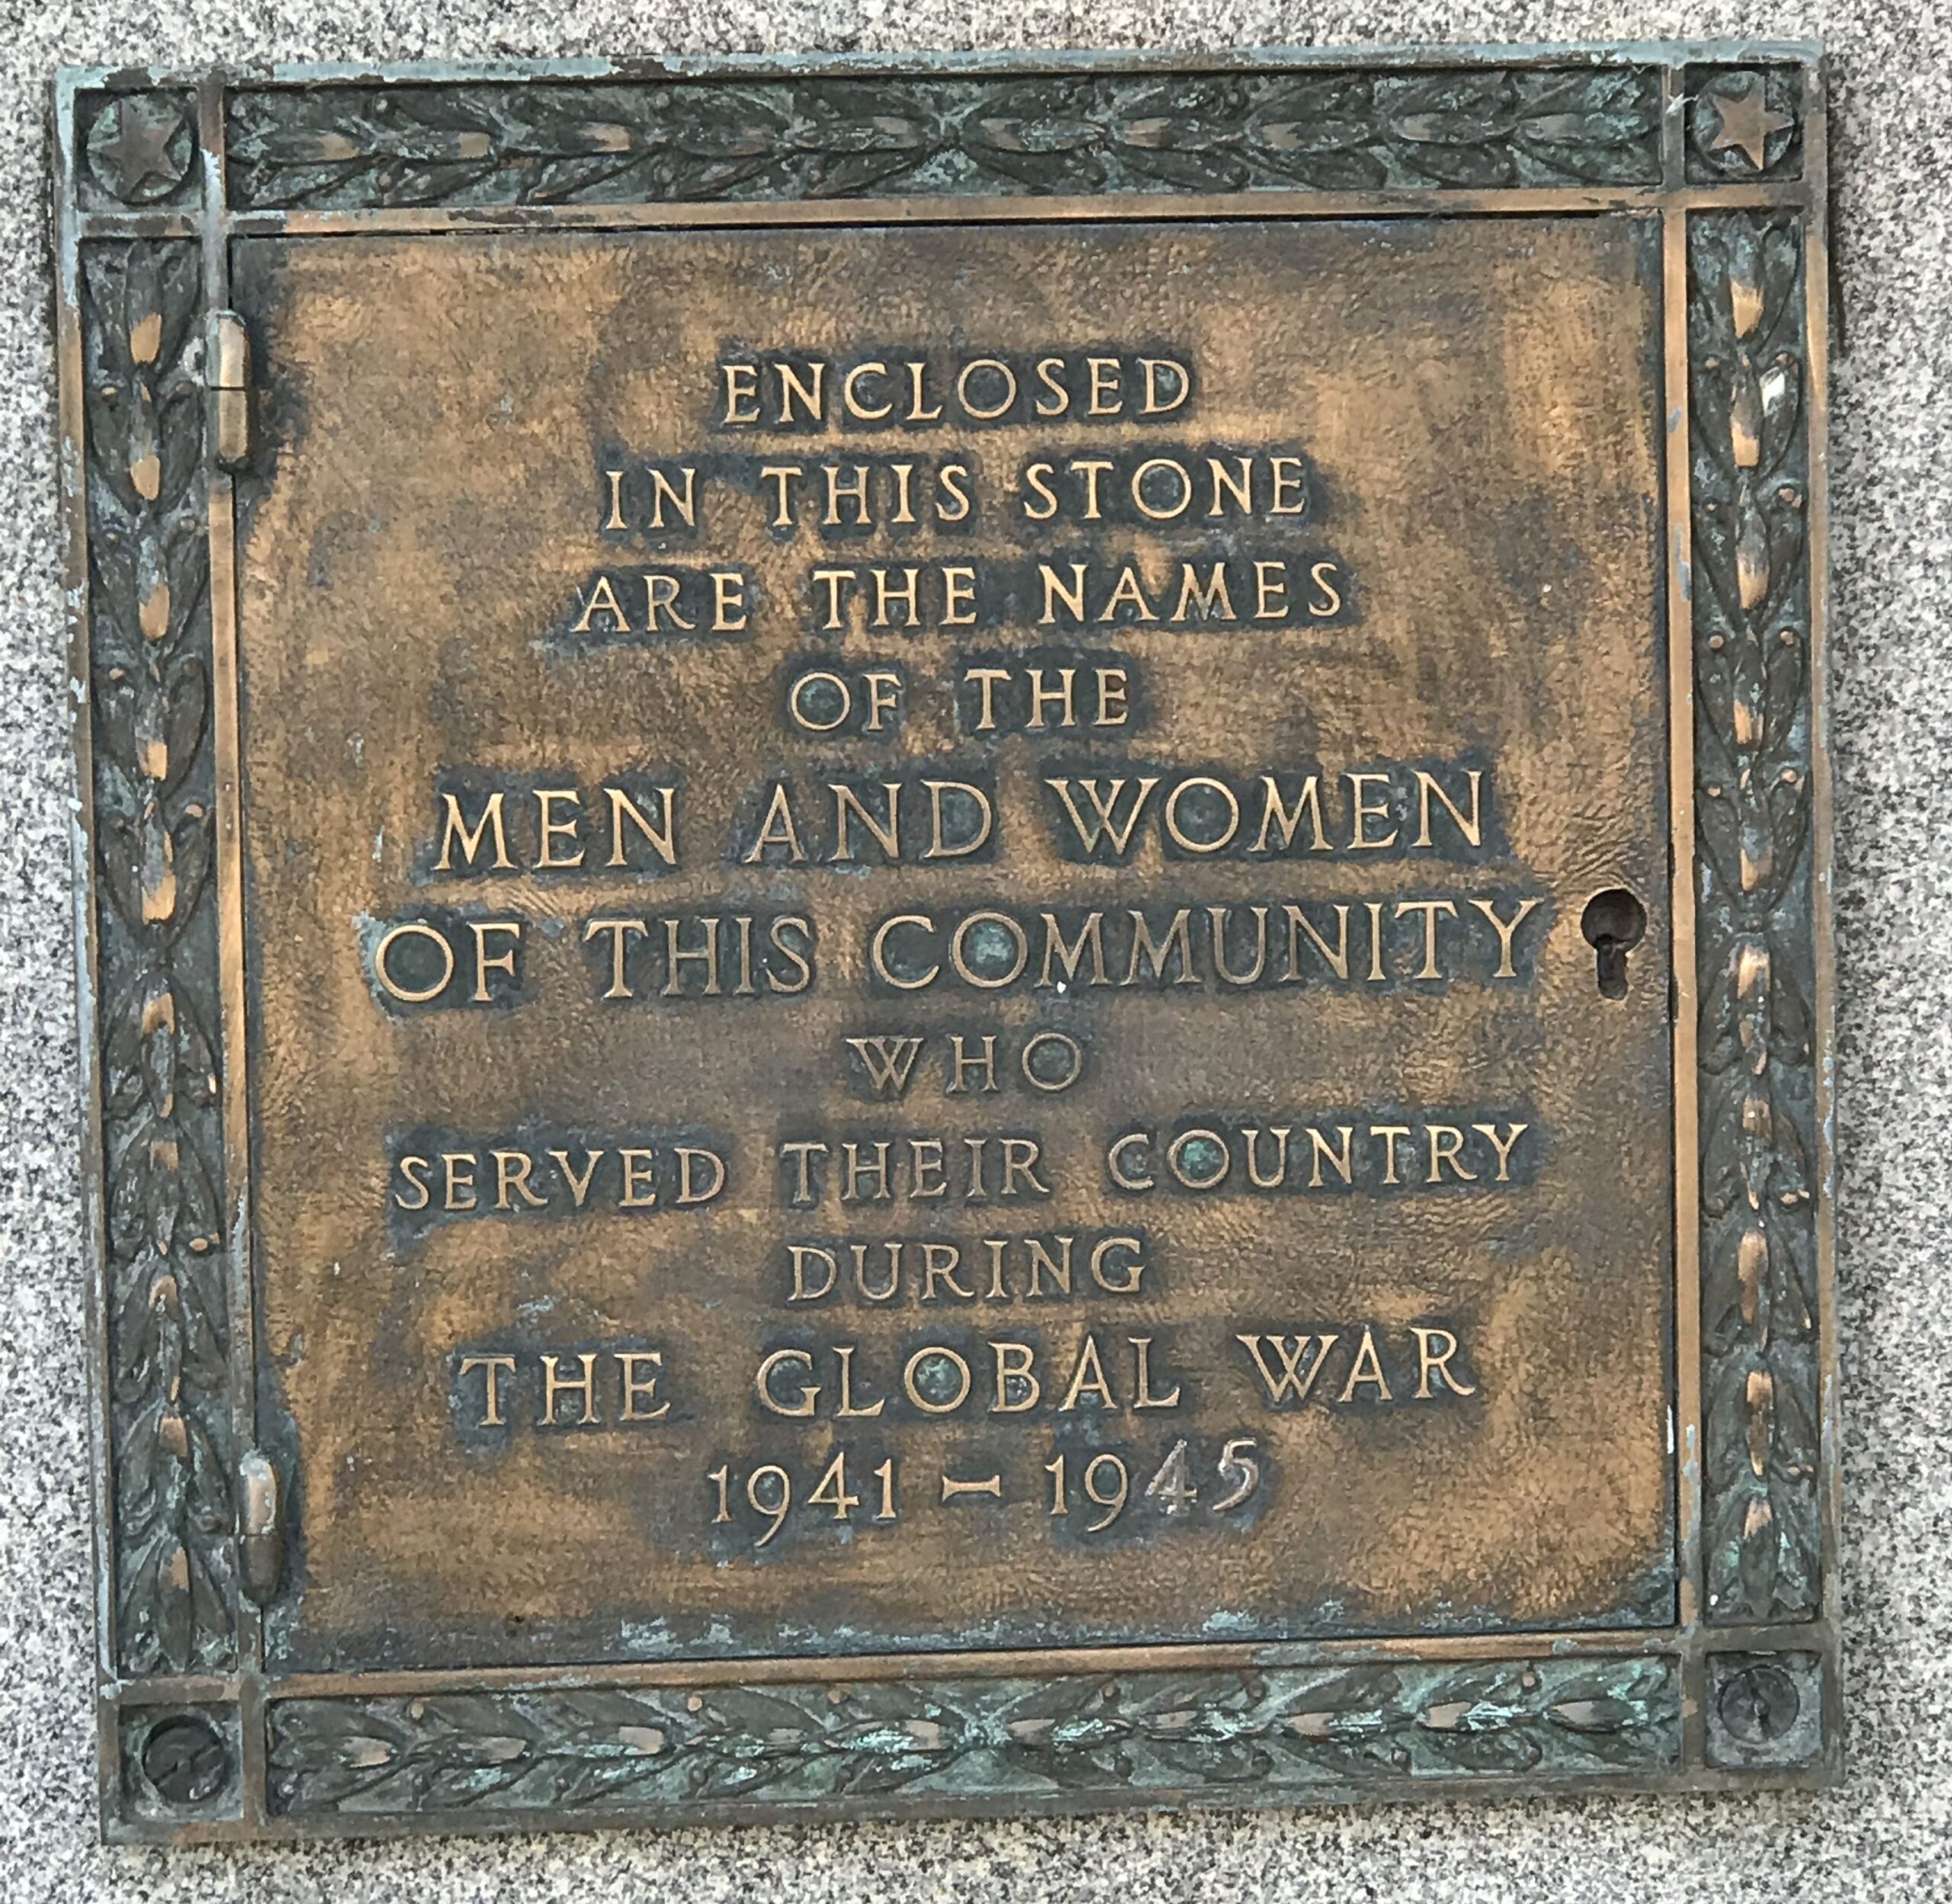 ENCLOSED
IN THIS STONE
ARE THE NAMES
OF THE
MEN AND WOMEN
OF THIS COMMUNITY
WHO
SERVED THEIR COUNTRY
DURING
THE GLOBAL WAR
1941 – 1945